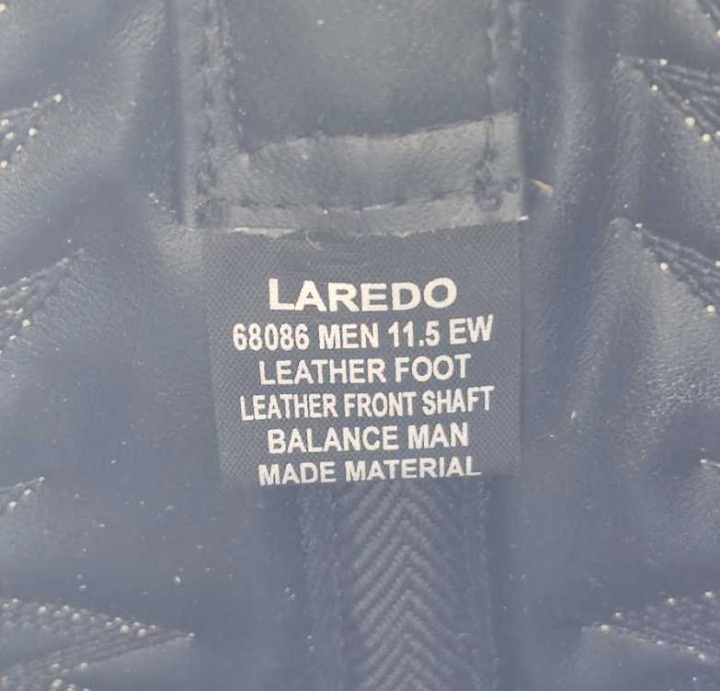 LAREDO
68086 MEN 11.5 EW
LEATHER FOOT
LEATHER FRONT SHAFT
BALANCE MAN
MADE MATERIAL